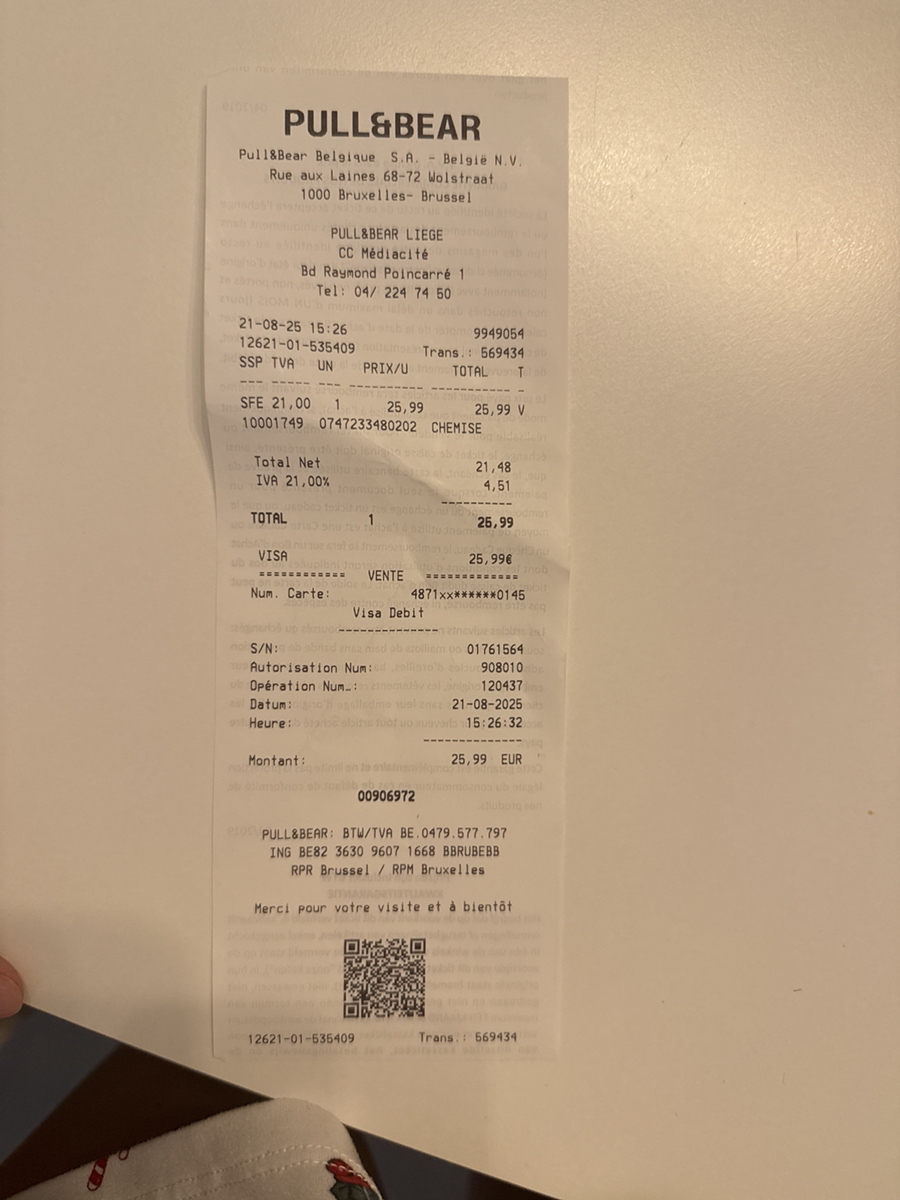 PULL&BEAR
Pull&Bear Belgique S.A. - België N.V.
Rue aux Laines 68-72 Wolstraat
1000 Bruxelles- Brussel
PULL&BEAR LIEGE
CC Médiacité
Bd Raymond Poincarré 1
Tel: 04/ 224 74 50
21-08-25 15:26 9949054
12621-01-535409 Trans.: 569434
SSP TVA UN PRIX/U TOTAL T
--- ----- --- ---------- ----------- -
SFE 21,00 1 25,99 25,99 V
10001749 0747233480202 CHEMISE
Total Net 21,48
IVA 21,00% 4,51
----------
TOTAL 1 25,99
VISA 25,99€
============ VENTE =============
Num. Carte: 4871xx******0145
Visa Debit
--------------
S/N: 01761564
Autorisation Num: 908010
Opération Num.: 120437
Datum: 21-08-2025
Heure: 15:26:32
--------------
Montant: 25,99 EUR
00906972
PULL&BEAR: BTW/TVA BE.0479.577.797
ING BE82 3630 9607 1668 BBRUBEBB
RPR Brussel / RPM Bruxelles
Merci pour votre visite et à bientôt
12621-01-535409 Trans.: 569434